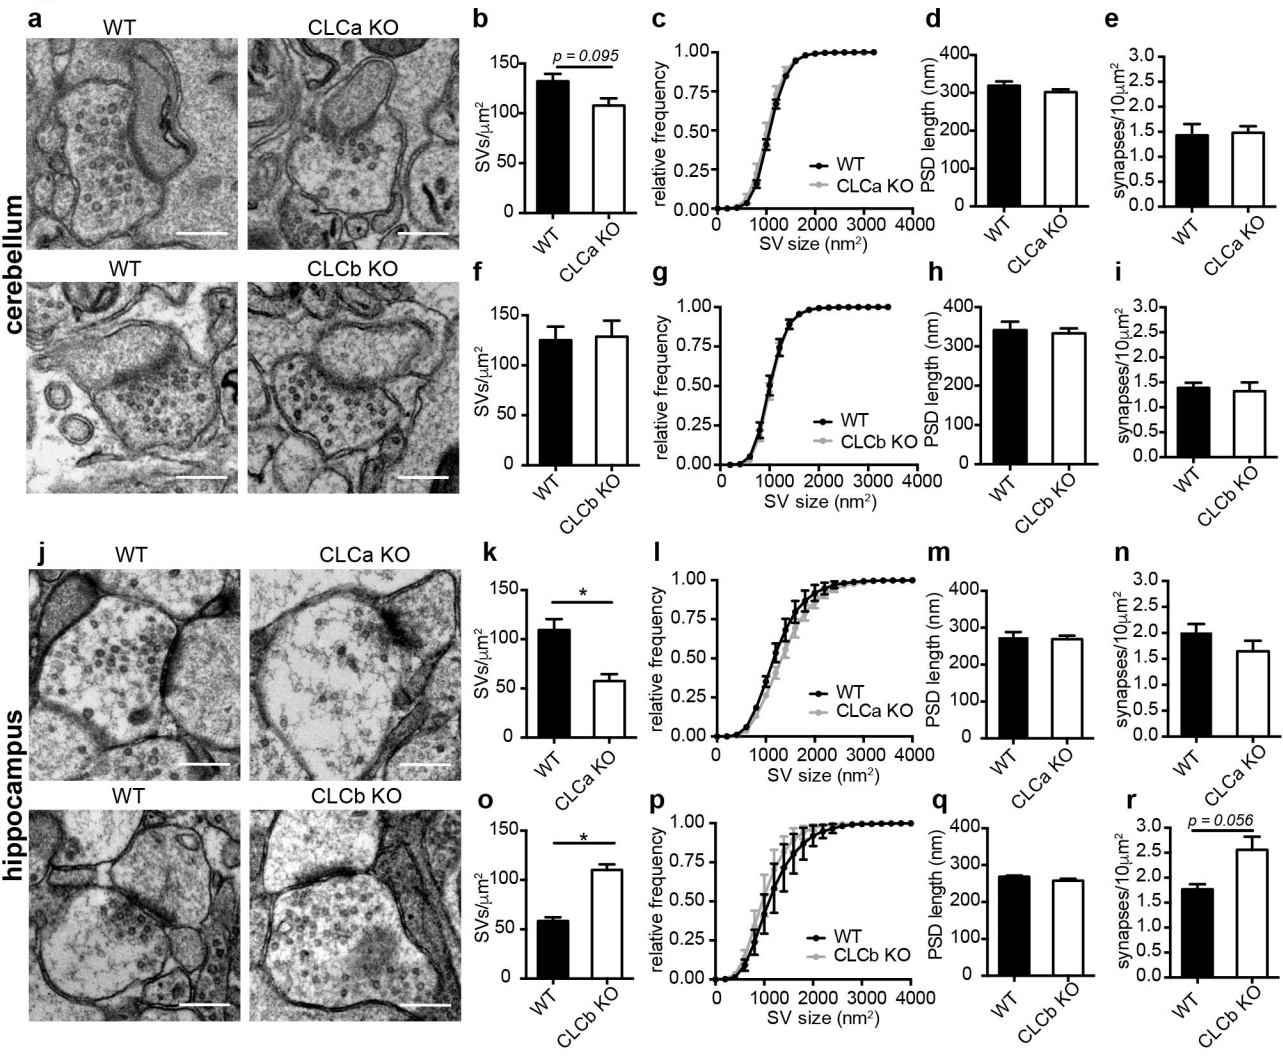 cerebellum
a
WT
CLCa KO
b
p = 0.095
SVs/μm²
150
100
50
0
WT
CLCa KO
c
relative frequency
1.00
0.75
0.50
0.25
0.00
WT
CLCa KO
0 1000 2000 3000 4000
SV size (nm²)
d
PSD length (nm)
400
300
200
100
0
WT
CLCa KO
e
synapses/10μm²
3.0
2.5
2.0
1.5
1.0
0.5
0.0
WT
CLCa KO
WT
CLCb KO
f
SVs/μm²
150
100
50
0
WT
CLCb KO
g
relative frequency
1.00
0.75
0.50
0.25
0.00
WT
CLCb KO
0 1000 2000 3000 4000
SV size (nm²)
h
PSD length (nm)
400
300
200
100
0
WT
CLCb KO
i
synapses/10μm²
3.0
2.5
2.0
1.5
1.0
0.5
0.0
WT
CLCb KO
hippocampus
j
WT
CLCa KO
k
*
SVs/μm²
150
100
50
0
WT
CLCa KO
l
relative frequency
1.00
0.75
0.50
0.25
0.00
WT
CLCa KO
0 1000 2000 3000 4000
SV size (nm²)
m
PSD length (nm)
400
300
200
100
0
WT
CLCa KO
n
synapses/10μm²
3.0
2.5
2.0
1.5
1.0
0.5
0.0
WT
CLCa KO
WT
CLCb KO
o
*
SVs/μm²
150
100
50
0
WT
CLCb KO
p
relative frequency
1.00
0.75
0.50
0.25
0.00
WT
CLCb KO
0 1000 2000 3000 4000
SV size (nm²)
q
PSD length (nm)
400
300
200
100
0
WT
CLCb KO
r
p = 0.056
synapses/10μm²
3.0
2.5
2.0
1.5
1.0
0.5
0.0
WT
CLCb KO